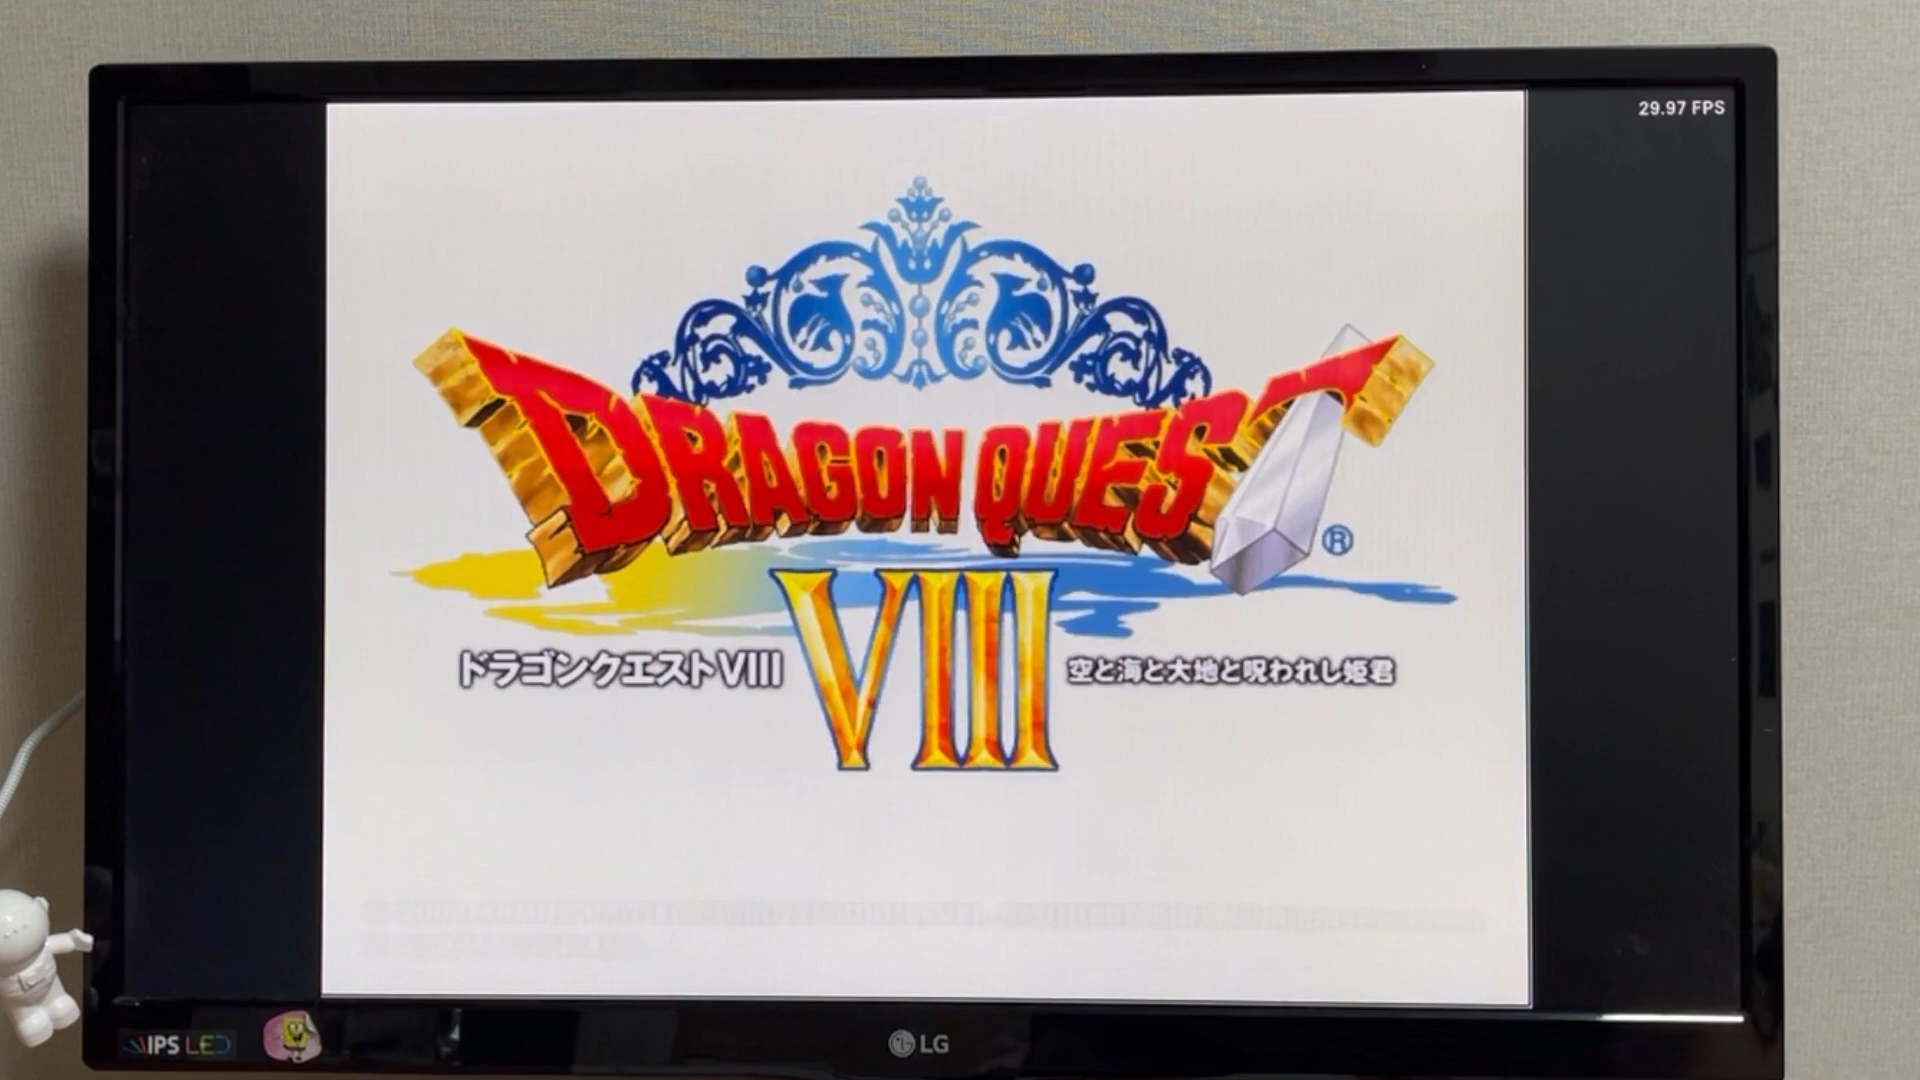 29.97 FPS
DRAGON QUEST
®
VIII
ドラゴンクエストVIII
空と海と大地と呪われし姫君
IPS LED
LG